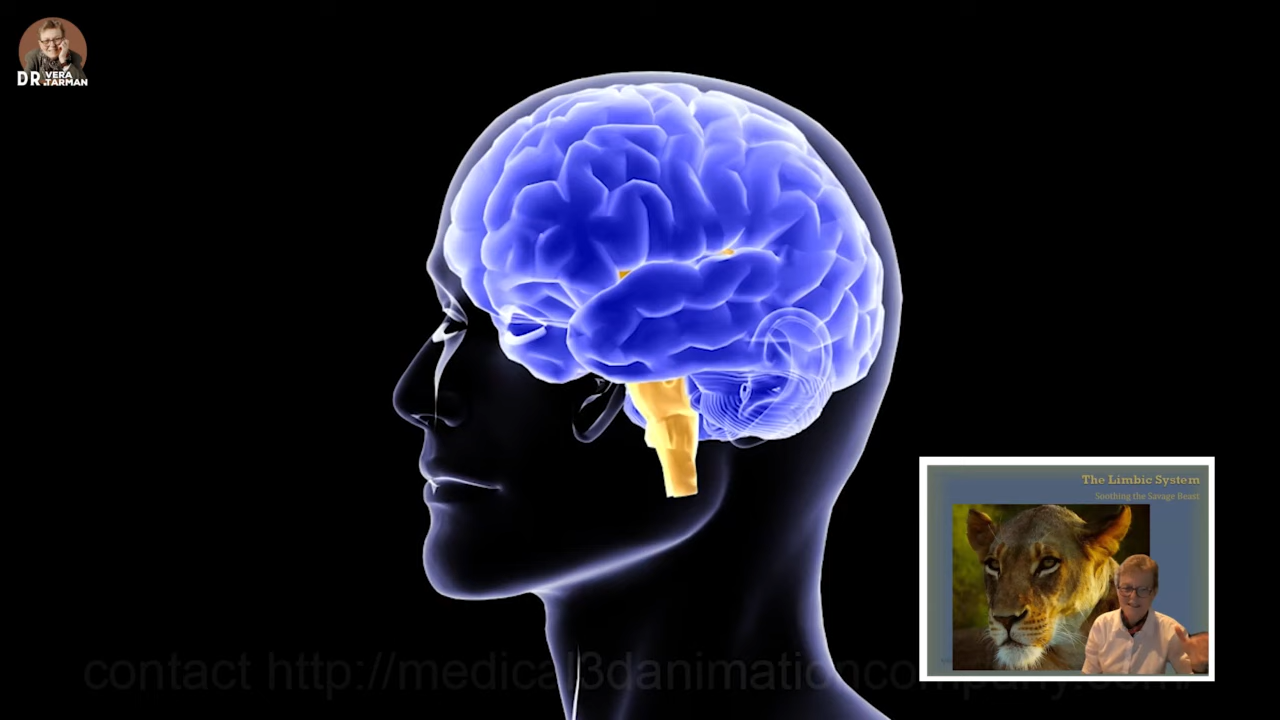 DR. VERA
TARMAN
The Limbic System
Soothing the Savage Beast
contact http://medical3danimationcompany.com/